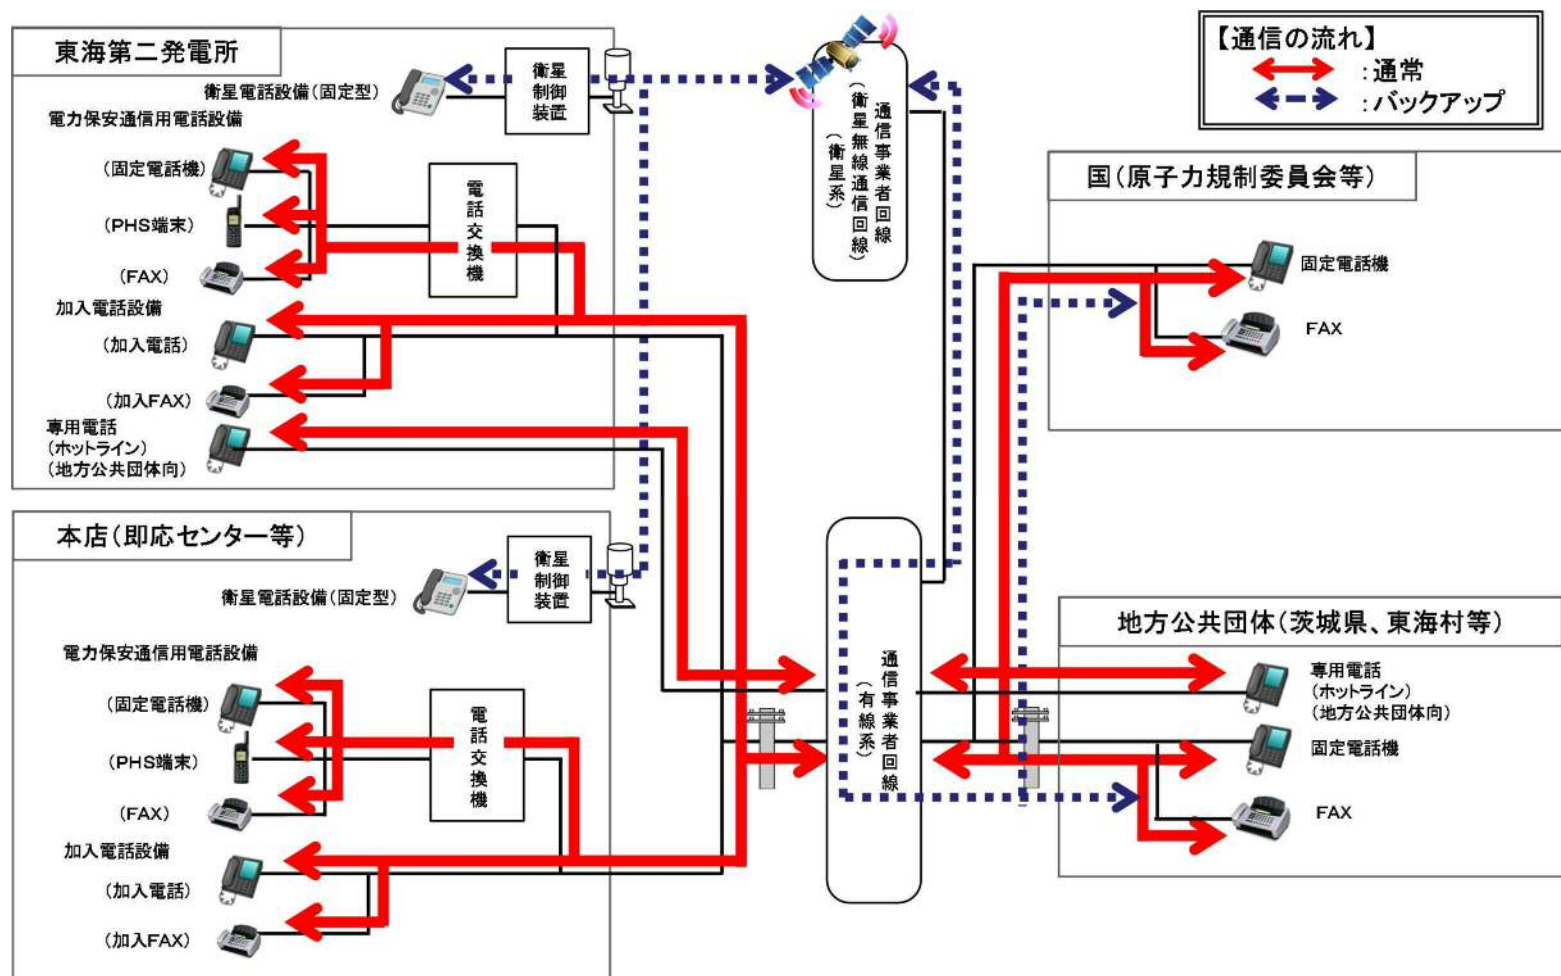 東海第二発電所
衛星電話設備(固定型)
衛星
制御
装置
電力保安通信用電話設備
(固定電話機)
(PHS端末)
(FAX)
電話交換機
加入電話設備
(加入電話)
(加入FAX)
専用電話
(ホットライン)
(地方公共団体向)
本店(即応センター等)
衛星電話設備(固定型)
衛星
制御
装置
電力保安通信用電話設備
(固定電話機)
(PHS端末)
(FAX)
電話交換機
加入電話設備
(加入電話)
(加入FAX)
通信事業者回線
(衛星無線通信回線)
(衛星系)
通信事業者回線
(有線系)
【通信の流れ】
:通常
:バックアップ
国(原子力規制委員会等)
固定電話機
FAX
地方公共団体(茨城県、東海村等)
専用電話
(ホットライン)
(地方公共団体向)
固定電話機
FAX